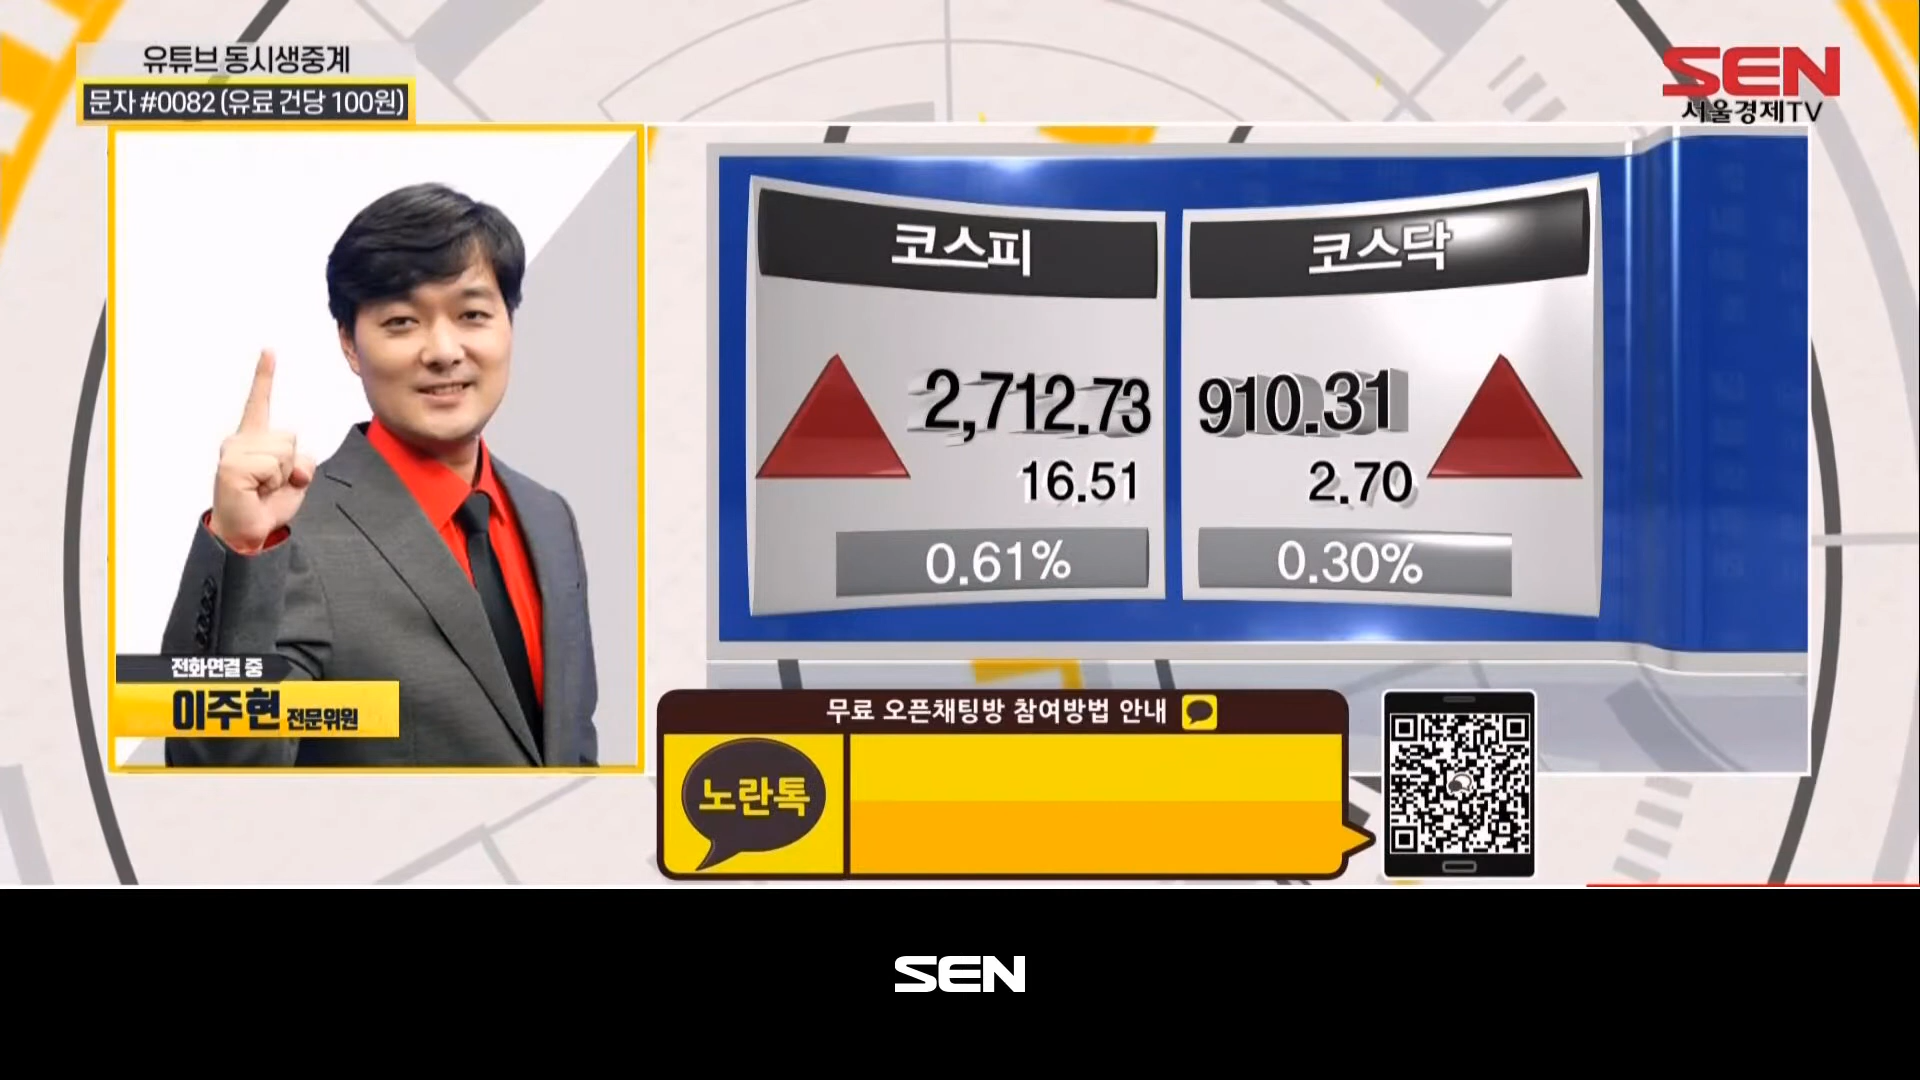 유튜브 동시생중계
문자 #0082 (유료 건당 100원)
SEN
서울경제TV
코스피
2,712.73
16.51
0.61%
코스닥
910.31
2.70
0.30%
전화연결 중
이주현 전문위원
무료 오픈채팅방 참여방법 안내
노란톡
SEN